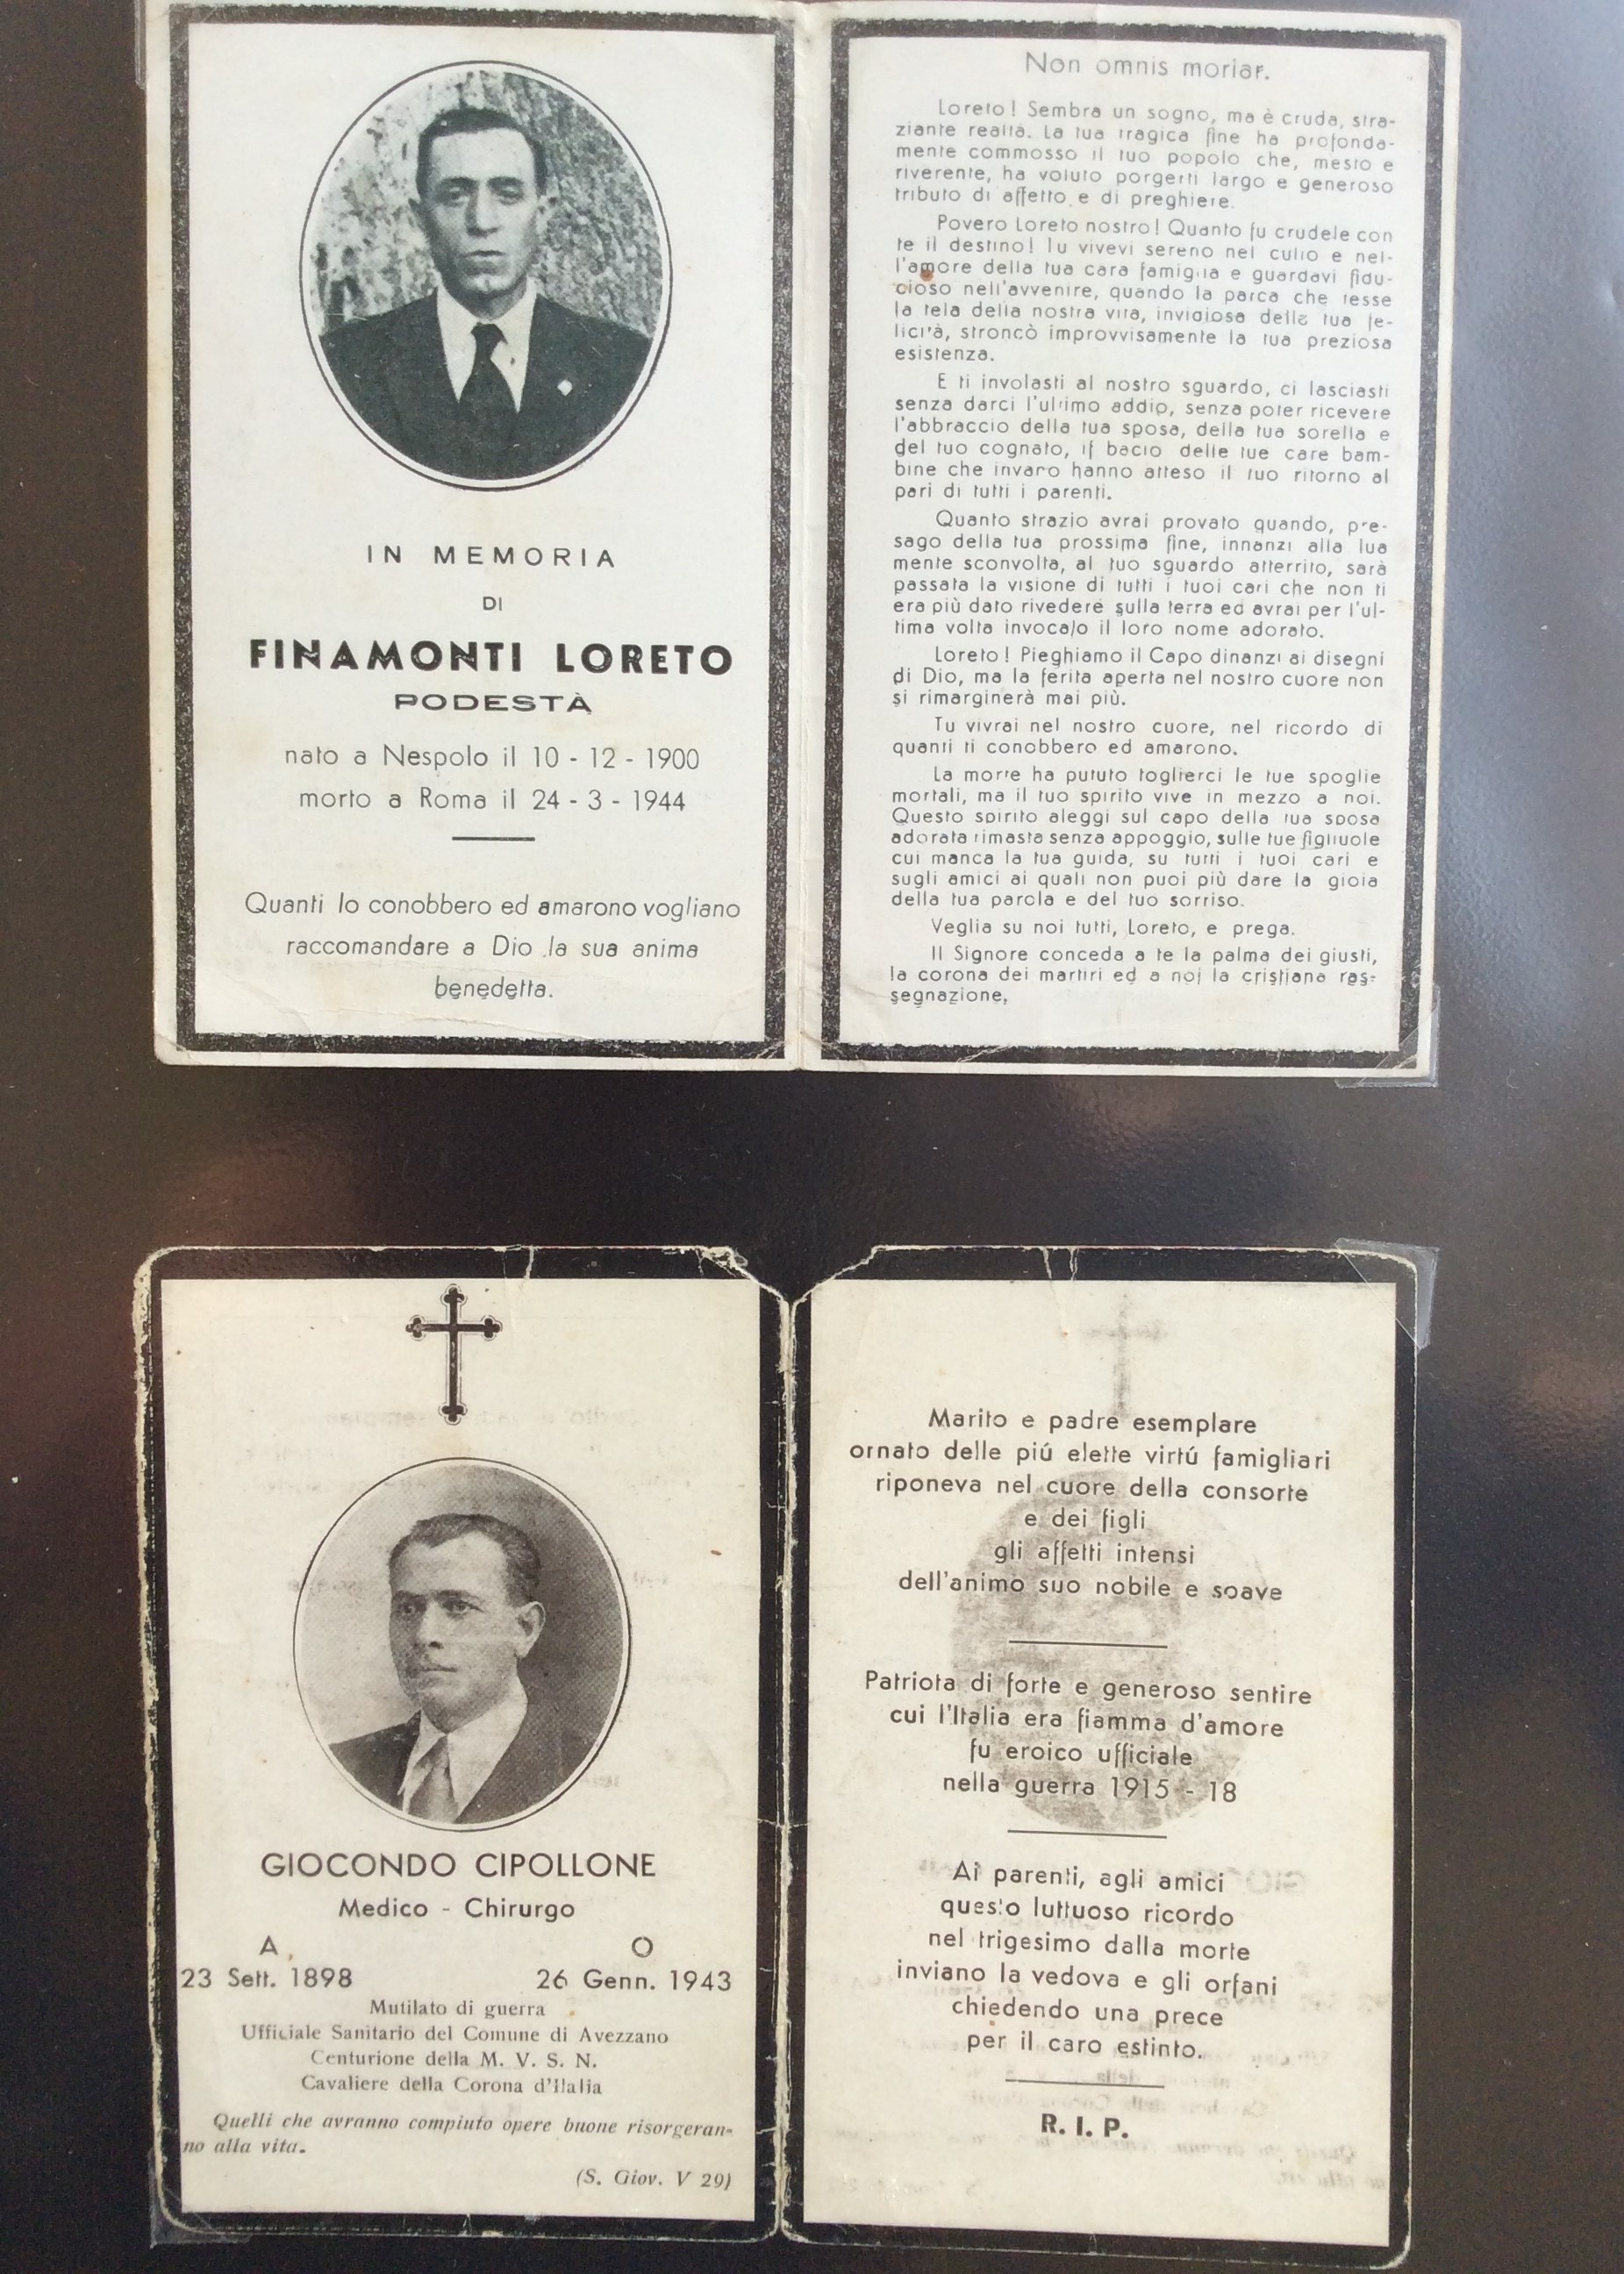 IN MEMORIA
DI
FINAMONTI LORETO
PODESTÀ
nato a Nespolo il 10 - 12 - 1900
morto a Roma il 24 - 3 - 1944
Quanti lo conobbero ed amarono vogliano
raccomandare a Dio la sua anima
benedetta.
Non omnis moriar.
Loreto! Sembra un sogno, ma è cruda, stra-
ziante realtà. La tua tragica fine ha profonda-
mente commosso il tuo popolo che, mesto e
riverente, ha voluto porgerti largo e generoso
tributo di affetto e di preghiere.
Povero Loreto nostro! Quanto fu crudele con
te il destino! Tu vivevi sereno nel culto e nel-
l'amore della tua cara famiglia e guardavi fidu-
cioso nell'avvenire, quando la parca che tesse
la tela della nostra vita, invidiosa della tua fe-
licità, stroncò improvvisamente la tua preziosa
esistenza.
E ti involasti al nostro sguardo, ci lasciasti
senza darci l'ultimo addio, senza poter ricevere
l'abbraccio della tua sposa, della tua sorella e
del tuo cognato, il bacio delle tue care bam-
bine che invano hanno atteso il tuo ritorno al
pari di tutti i parenti.
Quanto strazio avrai provato quando, pre-
sago della tua prossima fine, innanzi alla tua
mente sconvolta, al tuo sguardo atterrito, sarà
passata la visione di tutti i tuoi cari che non ti
era più dato rivedere sulla terra ed avrai per l'ul-
tima volta invocato il loro nome adorato.
Loreto! Pieghiamo il Capo dinanzi ai disegni
di Dio, ma la ferita aperta nel nostro cuore non
si rimarginerà mai più.
Tu vivrai nel nostro cuore, nel ricordo di
quanti ti conobbero ed amarono.
La morte ha pututo toglierci le tue spoglie
mortali, ma il tuo spirito vive in mezzo a noi.
Questo spirito aleggi sul capo della tua sposa
adorata rimasta senza appoggio, sulle tue figliuole
cui manca la tua guida, su tutti i tuoi cari e
sugli amici ai quali non puoi più dare la gioia
della tua parola e del tuo sorriso.
Veglia su noi tutti, Loreto, e prega.
Il Signore conceda a te la palma dei giusti,
la corona dei martiri ed a noi la cristiana ras-
segnazione,
GIOCONDO CIPOLLONE
Medico - Chirurgo
A O
23 Sett. 1898 26 Genn. 1943
Mutilato di guerra
Ufficiale Sanitario del Comune di Avezzano
Centurione della M. V. S. N.
Cavaliere della Corona d'Italia
Quelli che avranno compiuto opere buone risorgeran-
no alla vita.
(S. Giov. V 29)
Marito e padre esemplare
ornato delle piú elette virtú famigliari
riponeva nel cuore della consorte
e dei figli
gli affetti intensi
dell'animo suo nobile e soave
Patriota di forte e generoso sentire
cui l'Italia era fiamma d'amore
fu eroico ufficiale
nella guerra 1915 - 18
Ai parenti, agli amici
questo luttuoso ricordo
nel trigesimo dalla morte
inviano la vedova e gli orfani
chiedendo una prece
per il caro estinto.
R. I. P.